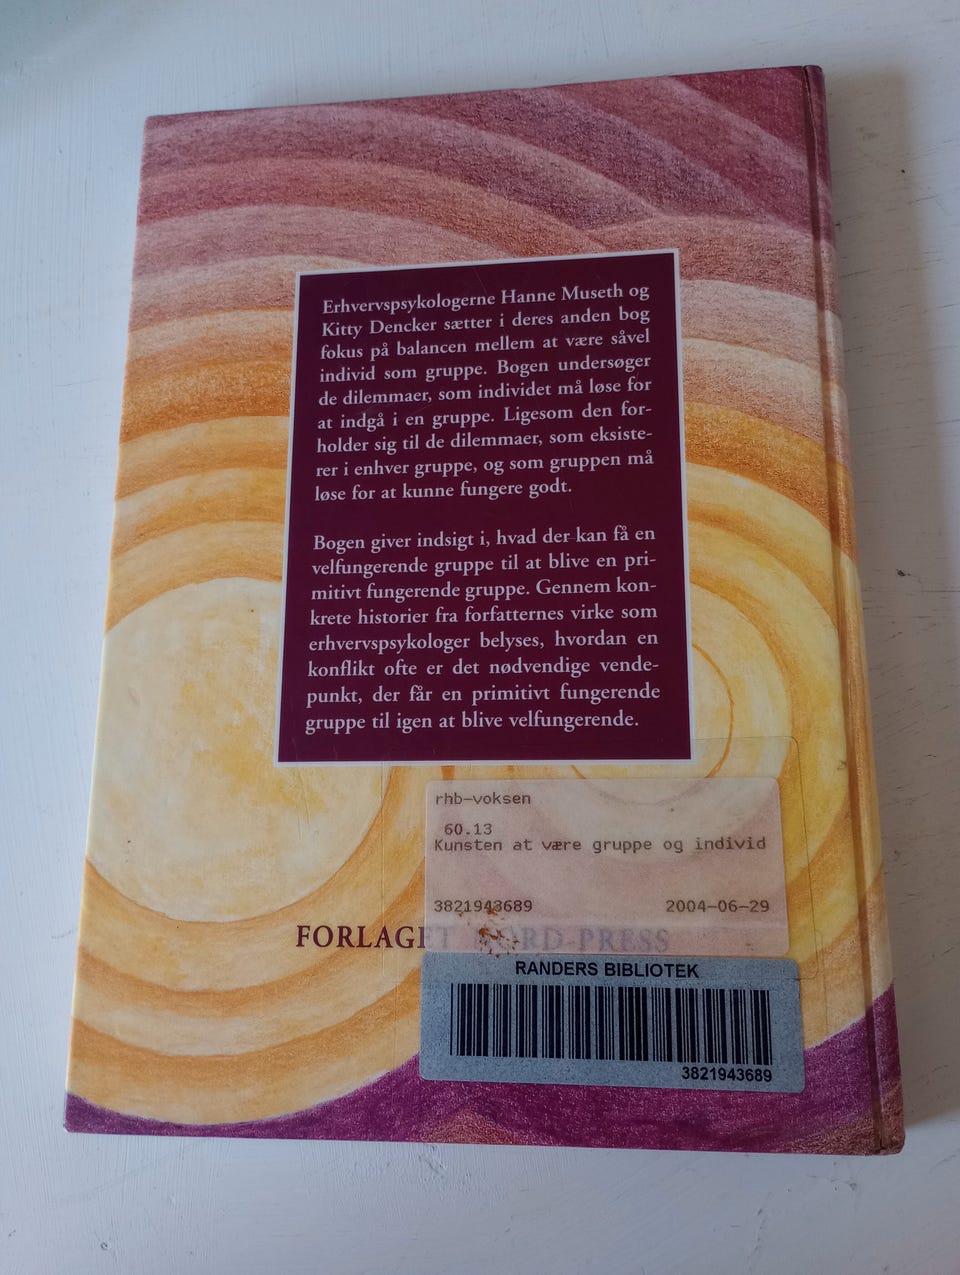 Erhvervspsykologerne Hanne Museth og
Kitty Dencker sætter i deres anden bog
fokus på balancen mellem at være såvel
individ som gruppe. Bogen undersøger
de dilemmaer, som individet må løse for
at indgå i en gruppe. Ligesom den for-
holder sig til de dilemmaer, som eksiste-
rer i enhver gruppe, og som gruppen må
løse for at kunne fungere godt.
Bogen giver indsigt i, hvad der kan få en
velfungerende gruppe til at blive en pri-
mitivt fungerende gruppe. Gennem kon-
krete historier fra forfatternes virke som
erhvervspsykologer belyses, hvordan en
konflikt ofte er det nødvendige vende-
punkt, der får en primitivt fungerende
gruppe til igen at blive velfungerende.
rhb-voksen
60.13
Kunsten at være gruppe og individ
3821943689 2004-06-29
FORLAGET NORD PRESS
RANDERS BIBLIOTEK
3821943689